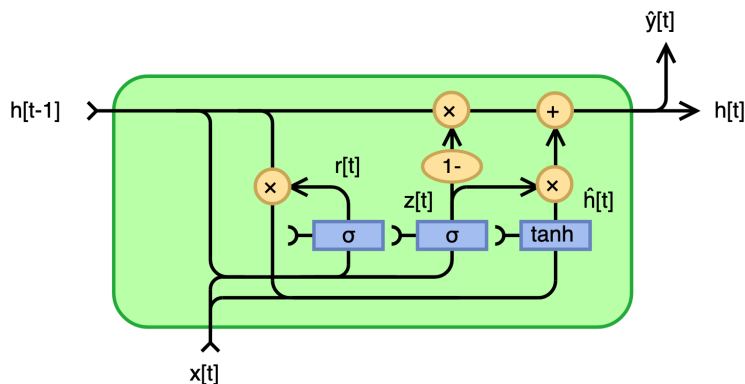 ŷ[t]
h[t-1]
×
+
h[t]
1-
r[t]
×
×
z[t]
ĥ[t]
σ
σ
tanh
x[t]